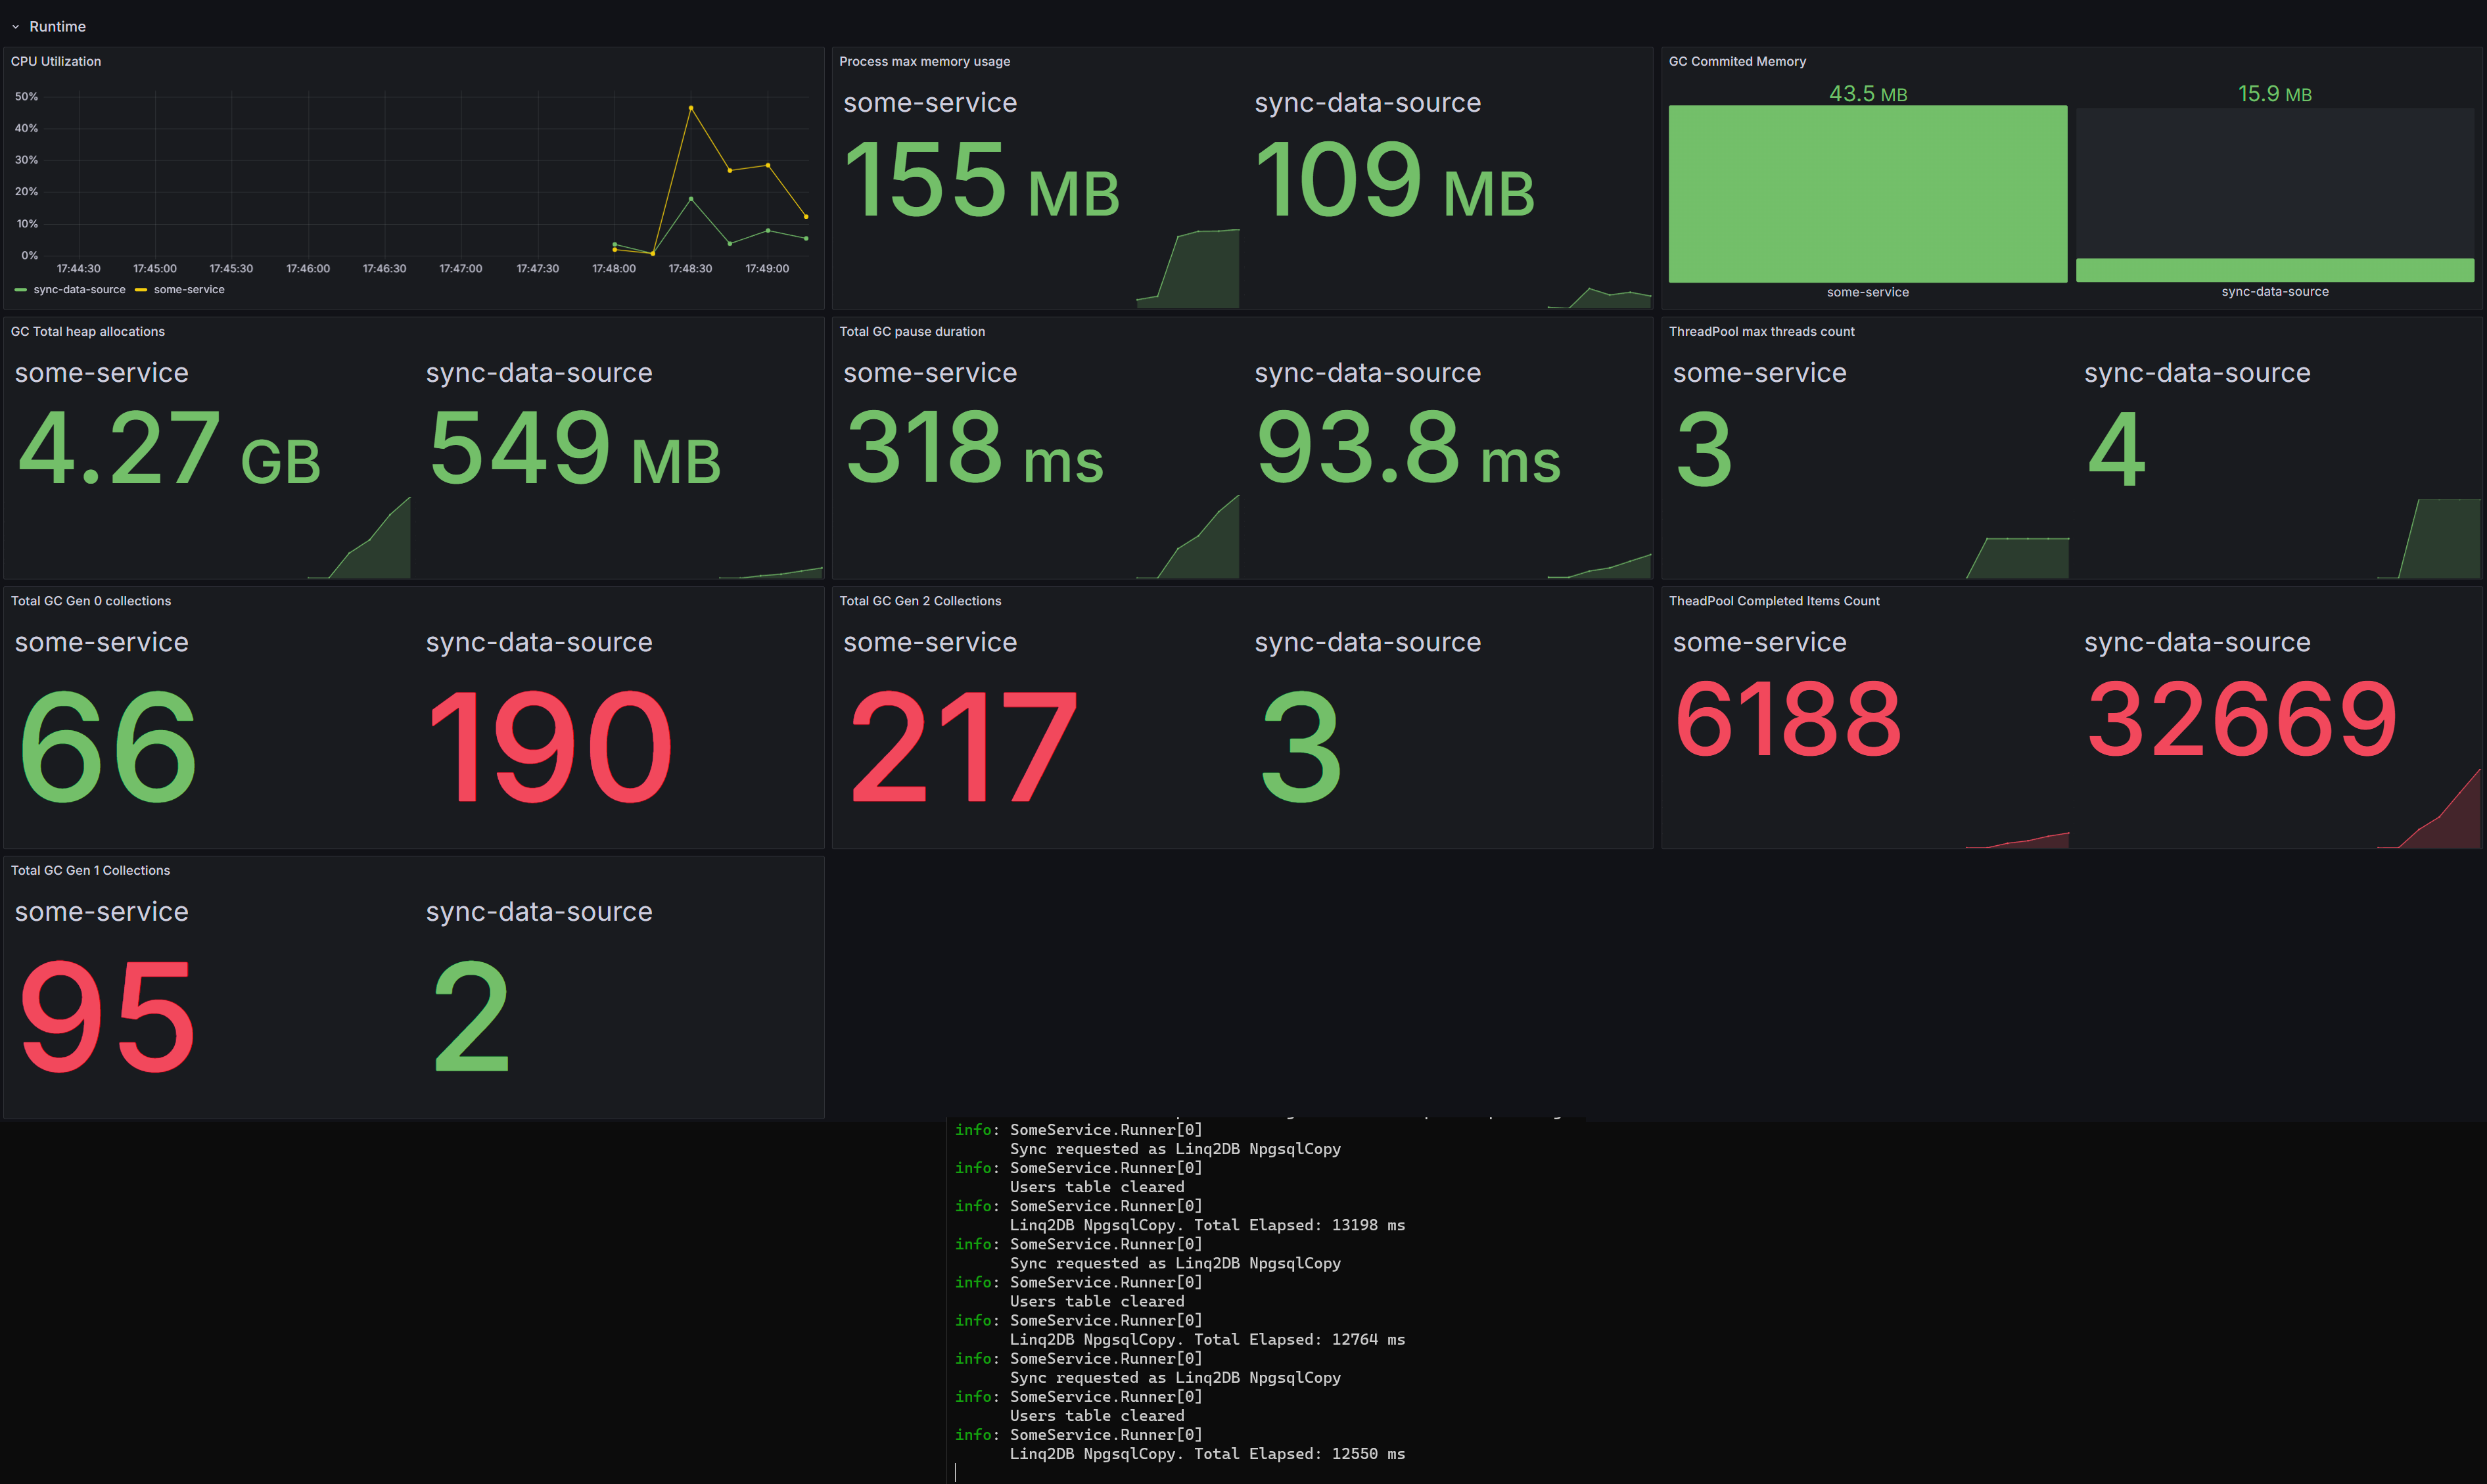 Runtime
CPU Utilization
50%
40%
30%
20%
10%
0%
17:44:30 17:45:00 17:45:30 17:46:00 17:46:30 17:47:00 17:47:30 17:48:00 17:48:30 17:49:00
sync-data-source some-service
Process max memory usage
some-service sync-data-source
155 MB 109 MB
GC Commited Memory
43.5 MB 15.9 MB
some-service sync-data-source
GC Total heap allocations
some-service sync-data-source
4.27 GB 549 MB
Total GC pause duration
some-service sync-data-source
318 ms 93.8 ms
ThreadPool max threads count
some-service sync-data-source
3 4
Total GC Gen 0 collections
some-service sync-data-source
66 190
Total GC Gen 2 Collections
some-service sync-data-source
217 3
TheadPool Completed Items Count
some-service sync-data-source
6188 32669
Total GC Gen 1 Collections
some-service sync-data-source
95 2
info: SomeService.Runner[0]
Sync requested as Linq2DB NpgsqlCopy
info: SomeService.Runner[0]
Users table cleared
info: SomeService.Runner[0]
Linq2DB NpgsqlCopy. Total Elapsed: 13198 ms
info: SomeService.Runner[0]
Sync requested as Linq2DB NpgsqlCopy
info: SomeService.Runner[0]
Users table cleared
info: SomeService.Runner[0]
Linq2DB NpgsqlCopy. Total Elapsed: 12764 ms
info: SomeService.Runner[0]
Sync requested as Linq2DB NpgsqlCopy
info: SomeService.Runner[0]
Users table cleared
info: SomeService.Runner[0]
Linq2DB NpgsqlCopy. Total Elapsed: 12550 ms